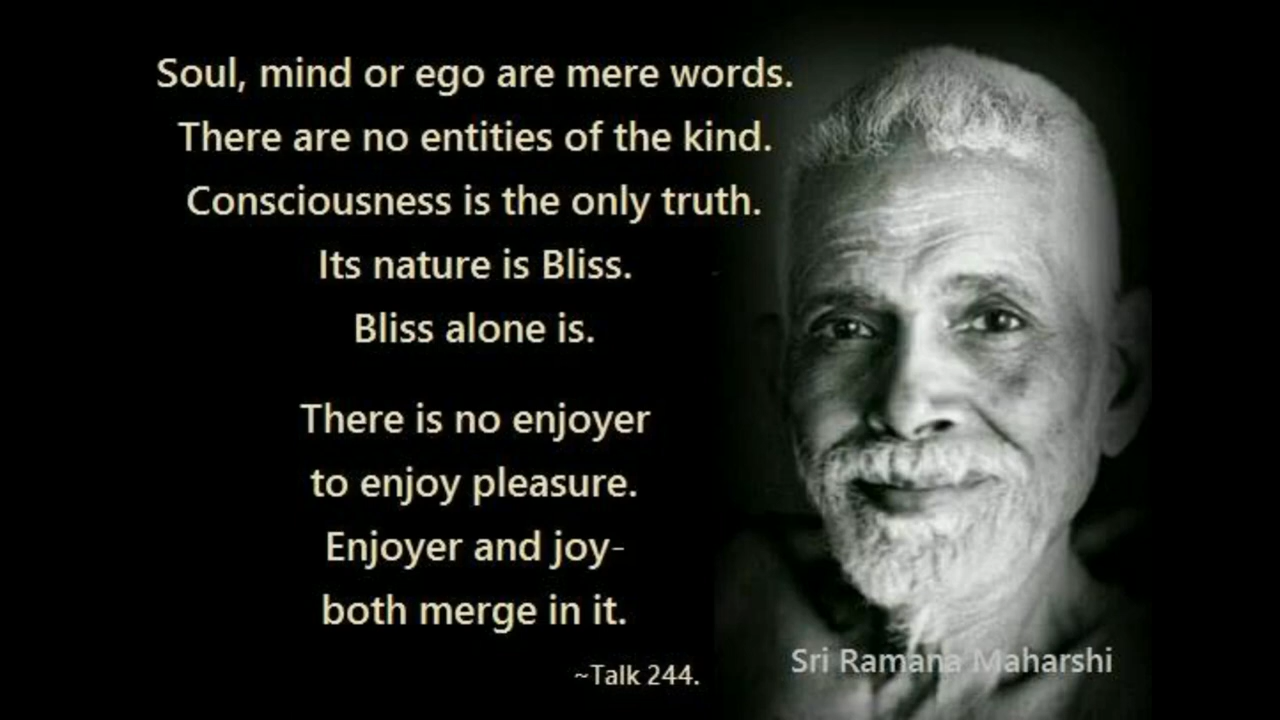 Soul, mind or ego are mere words.
There are no entities of the kind.
Consciousness is the only truth.
Its nature is Bliss.
Bliss alone is.
There is no enjoyer
to enjoy pleasure.
Enjoyer and joy-
both merge in it.
~Talk 244.
Sri Ramana Maharshi